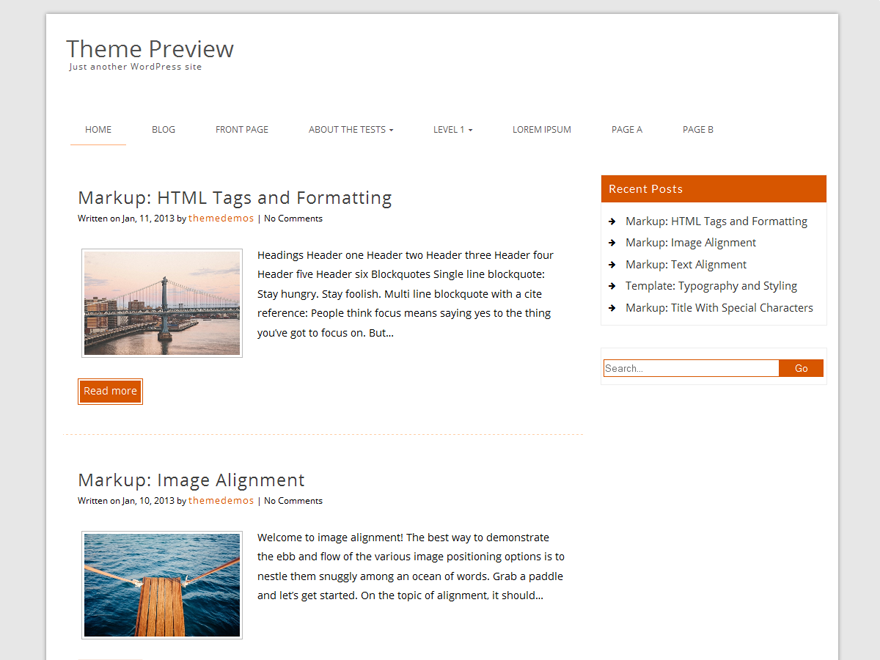 Theme Preview
Just another WordPress site
HOME BLOG FRONT PAGE ABOUT THE TESTS LEVEL 1 LOREM IPSUM PAGE A PAGE B
Markup: HTML Tags and Formatting
Written on Jan, 11, 2013 by themedemos | No Comments
Headings Header one Header two Header three Header four
Header five Header six Blockquotes Single line blockquote:
Stay hungry. Stay foolish. Multi line blockquote with a cite
reference: People think focus means saying yes to the thing
you've got to focus on. But...
Read more
Markup: Image Alignment
Written on Jan, 10, 2013 by themedemos | No Comments
Welcome to image alignment! The best way to demonstrate
the ebb and flow of the various image positioning options is to
nestle them snuggly among an ocean of words. Grab a paddle
and let's get started. On the topic of alignment, it should...
Recent Posts
Markup: HTML Tags and Formatting
Markup: Image Alignment
Markup: Text Alignment
Template: Typography and Styling
Markup: Title With Special Characters
Search... Go